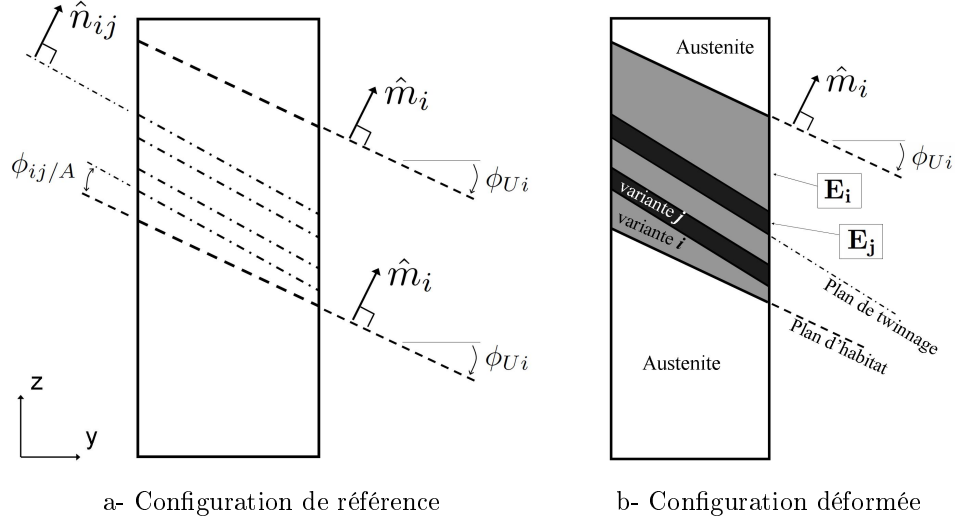 n̂ij
m̂i
ϕUi
ϕij/A
m̂i
ϕUi
z
y
a- Configuration de référence
Austenite
m̂i
ϕUi
Ei
Ej
variante j
variante i
Plan de twinnage
Plan d'habitat
Austenite
b- Configuration déformée